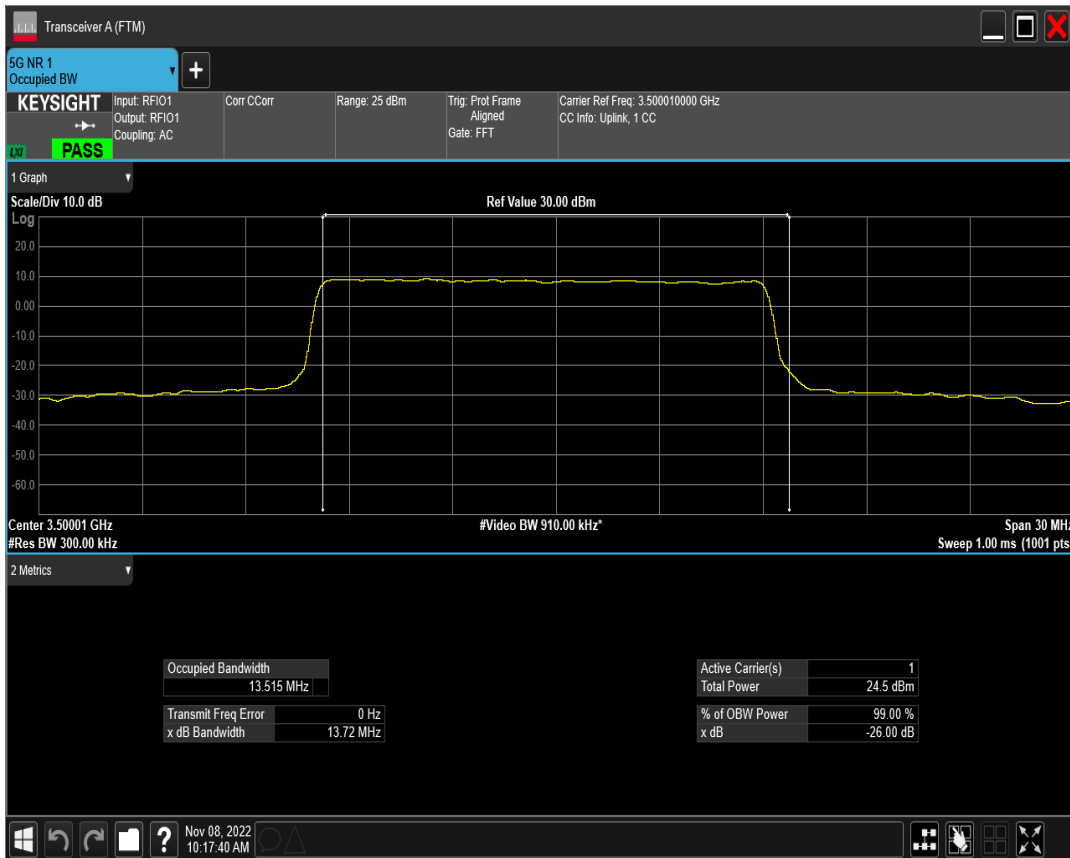 Transceiver A (FTM)
5G NR 1
Occupied BW
+
KEYSIGHT
LXI
PASS
Input: RFIO1
Output: RFIO1
Coupling: AC
Corr CCorr
Range: 25 dBm
Trig: Prot Frame
Aligned
Gate: FFT
Carrier Ref Freq: 3.500010000 GHz
CC Info: Uplink, 1 CC
1 Graph
Scale/Div 10.0 dB
Ref Value 30.00 dBm
Log
20.0
10.0
0.00
-10.0
-20.0
-30.0
-40.0
-50.0
-60.0
Center 3.50001 GHz
#Video BW 910.00 kHz*
Span 30 MHz
#Res BW 300.00 kHz
Sweep 1.00 ms (1001 pts
2 Metrics
Occupied Bandwidth
13.515 MHz
Transmit Freq Error 0 Hz
x dB Bandwidth 13.72 MHz
Active Carrier(s) 1
Total Power 24.5 dBm
% of OBW Power 99.00 %
x dB -26.00 dB
?
Nov 08, 2022
10:17:40 AM